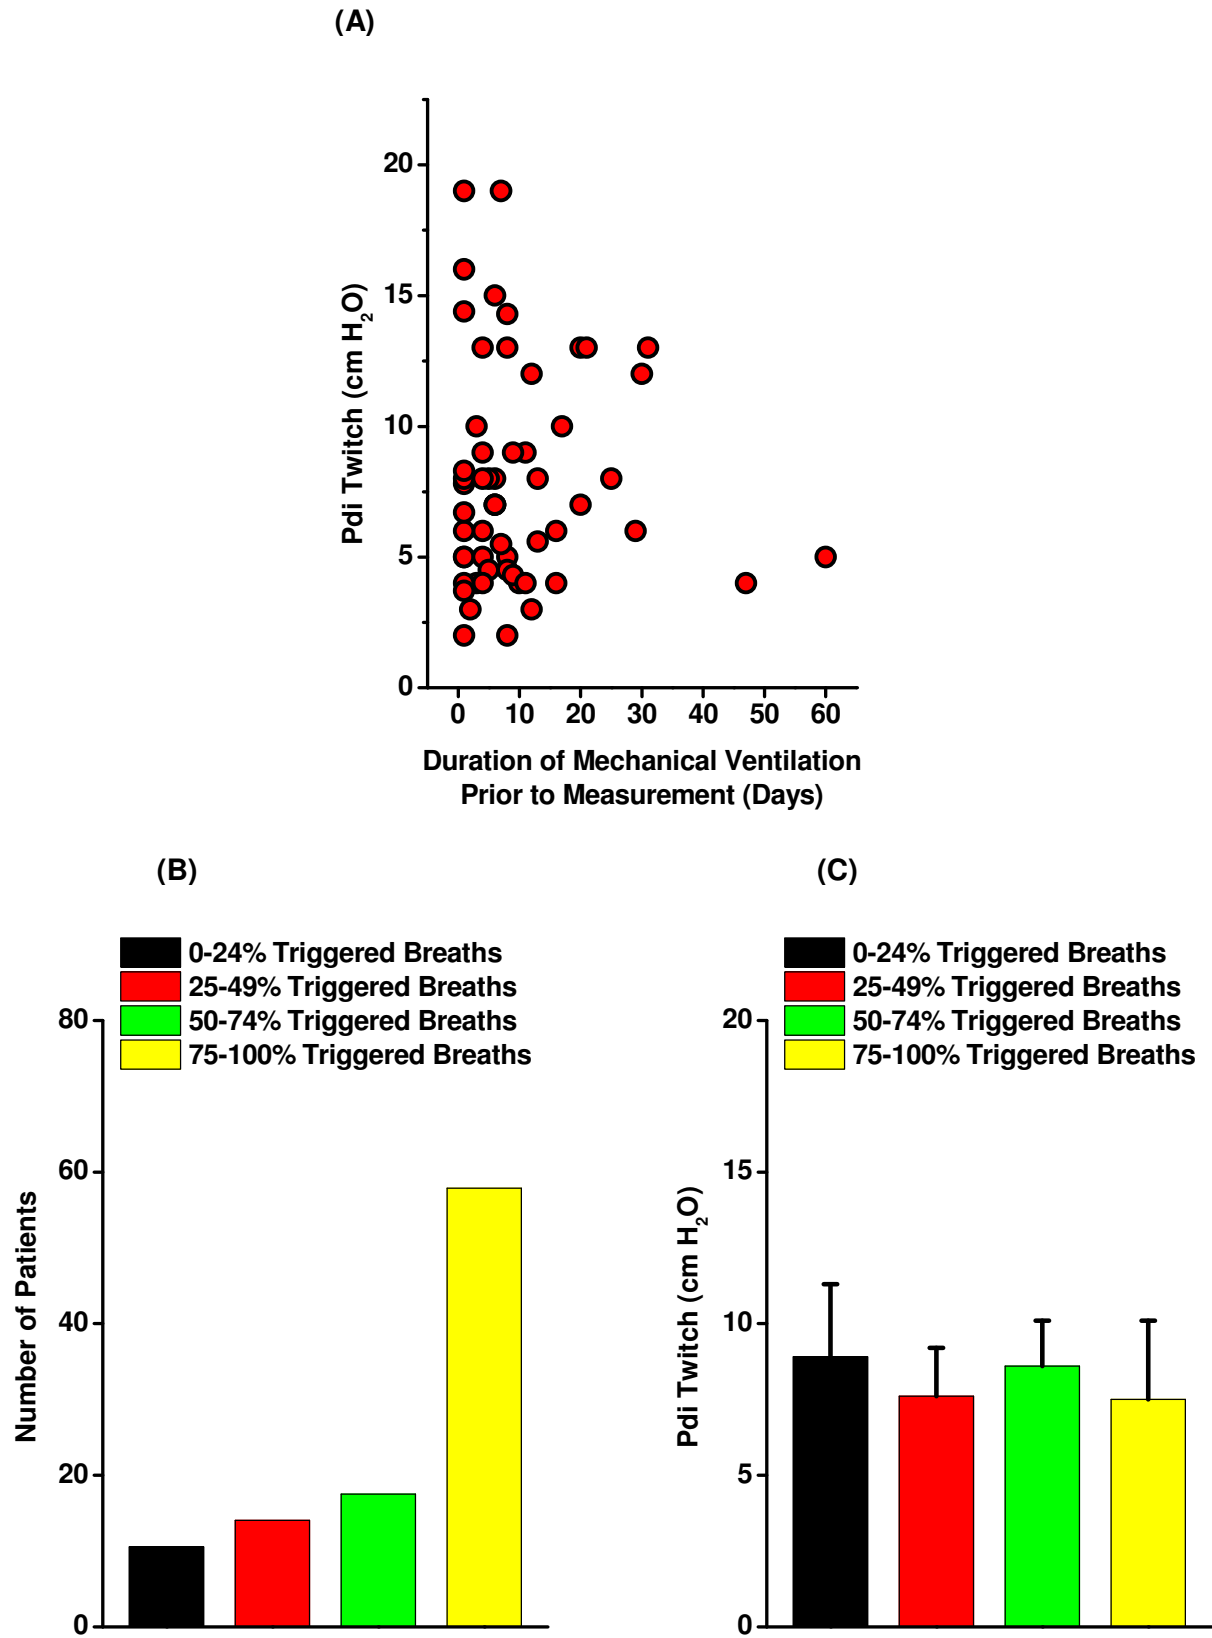 (A)
20
15
10
5
0
Pdi Twitch (cm H₂O)
0 10 20 30 40 50 60
Duration of Mechanical Ventilation
Prior to Measurement (Days)
(B)
0-24% Triggered Breaths
25-49% Triggered Breaths
50-74% Triggered Breaths
75-100% Triggered Breaths
80
60
40
20
0
Number of Patients
(C)
0-24% Triggered Breaths
25-49% Triggered Breaths
50-74% Triggered Breaths
75-100% Triggered Breaths
20
15
10
5
0
Pdi Twitch (cm H₂O)